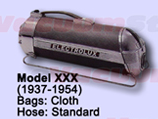 ELECTROLUX
Model XXX
(1937-1954)
Bags: Cloth
Hose: Standard